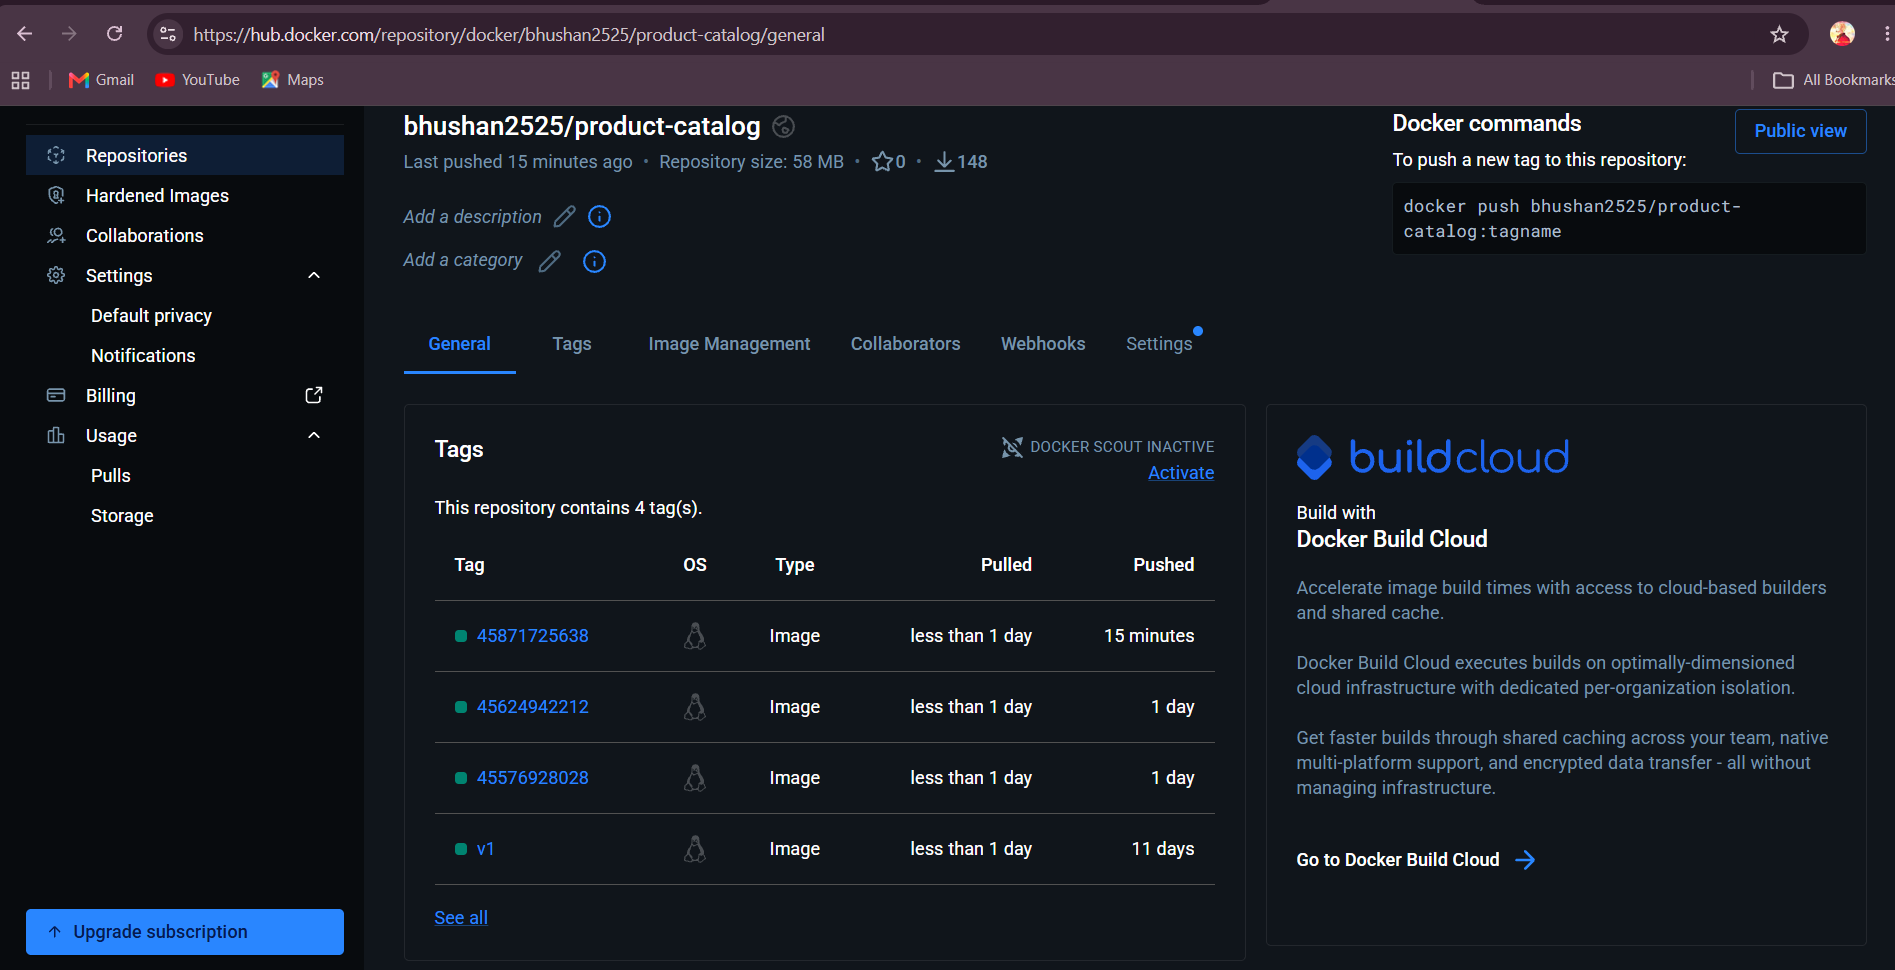 https://hub.docker.com/repository/docker/bhushan2525/product-catalog/general
Gmail
YouTube
Maps
All Bookmarks
Repositories
Hardened Images
Collaborations
Settings
Default privacy
Notifications
Billing
Usage
Pulls
Storage
Upgrade subscription
bhushan2525/product-catalog
Last pushed 15 minutes ago • Repository size: 58 MB • 0 • 148
Add a description
Add a category
Docker commands
Public view
To push a new tag to this repository:
docker push bhushan2525/product-
catalog:tagname
General Tags Image Management Collaborators Webhooks Settings
Tags
DOCKER SCOUT INACTIVE
Activate
This repository contains 4 tag(s).
Tag OS Type Pulled Pushed
45871725638 Image less than 1 day 15 minutes
45624942212 Image less than 1 day 1 day
45576928028 Image less than 1 day 1 day
v1 Image less than 1 day 11 days
See all
buildcloud
Build with
Docker Build Cloud
Accelerate image build times with access to cloud-based builders
and shared cache.
Docker Build Cloud executes builds on optimally-dimensioned
cloud infrastructure with dedicated per-organization isolation.
Get faster builds through shared caching across your team, native
multi-platform support, and encrypted data transfer - all without
managing infrastructure.
Go to Docker Build Cloud